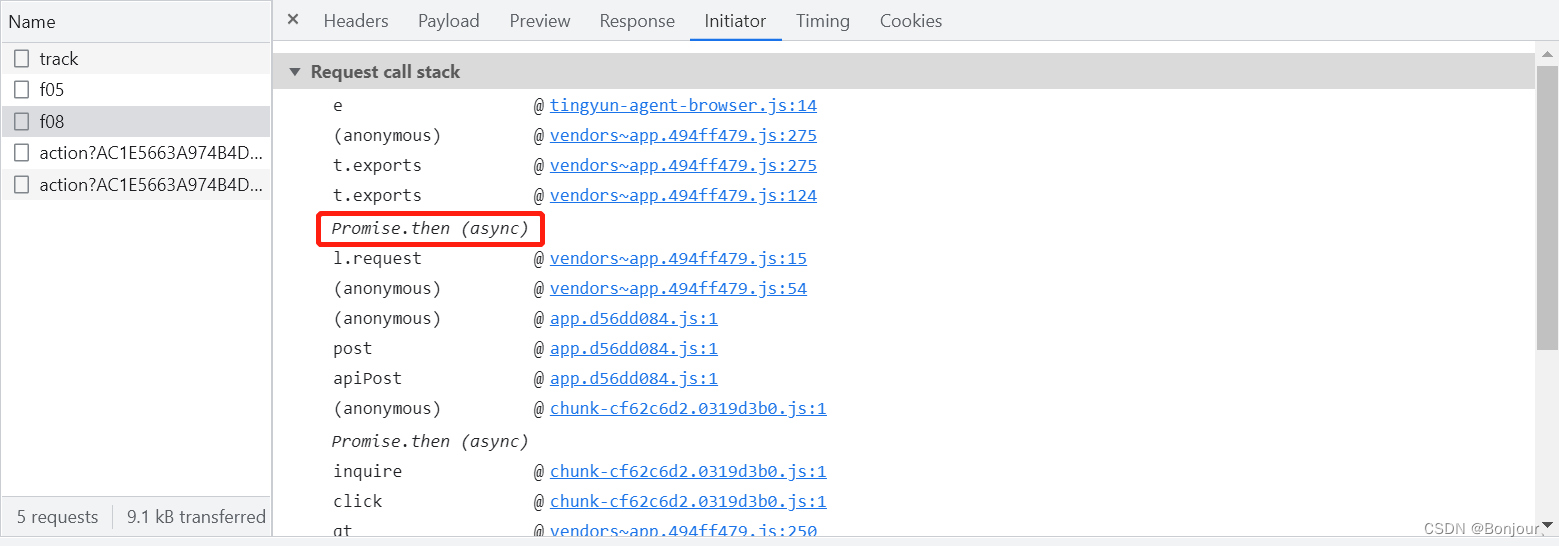 Name
track
f05
f08
action?AC1E5663A974B4D...
action?AC1E5663A974B4D...
5 requests 9.1 kB transferred
× Headers Payload Preview Response Initiator Timing Cookies
▼ Request call stack
e @ tingyun-agent-browser.js:14
(anonymous) @ vendors~app.494ff479.js:275
t.exports @ vendors~app.494ff479.js:275
t.exports @ vendors~app.494ff479.js:124
Promise.then (async)
l.request @ vendors~app.494ff479.js:15
(anonymous) @ vendors~app.494ff479.js:54
(anonymous) @ app.d56dd084.js:1
post @ app.d56dd084.js:1
apiPost @ app.d56dd084.js:1
(anonymous) @ chunk-cf62c6d2.0319d3b0.js:1
Promise.then (async)
inquire @ chunk-cf62c6d2.0319d3b0.js:1
click @ chunk-cf62c6d2.0319d3b0.js:1
qt @ vendors~app.494ff479.js:250
CSDN @Bonjour